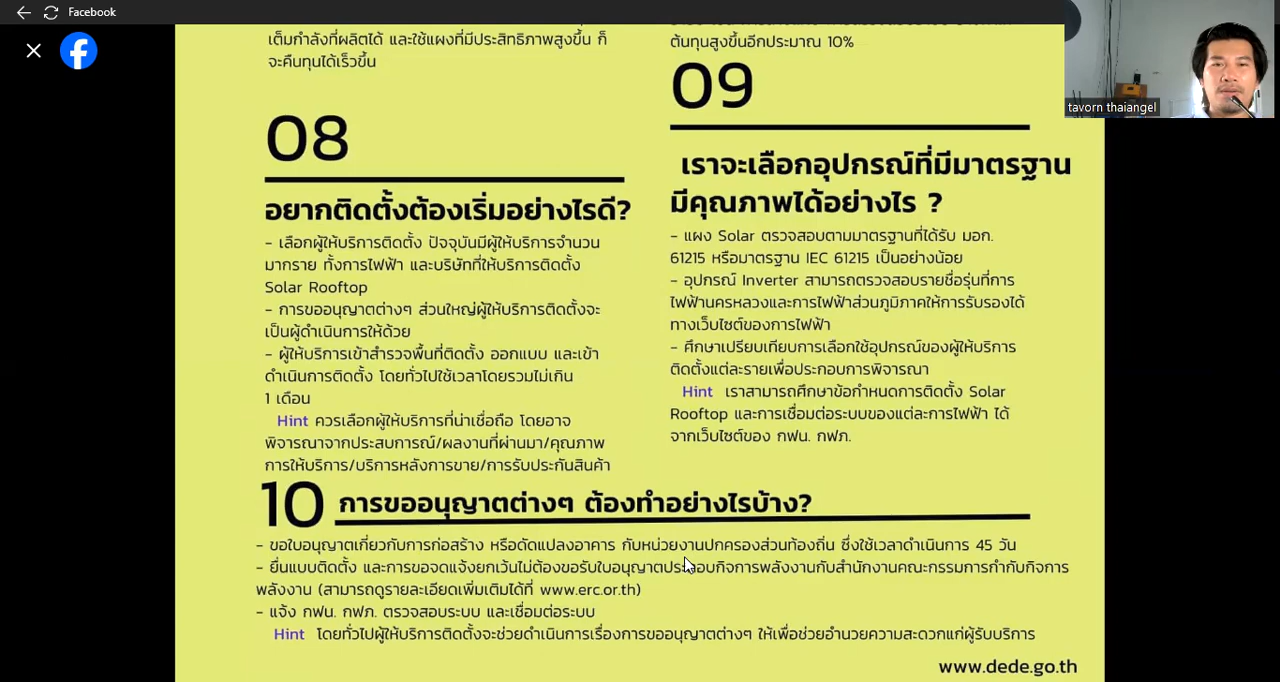 Facebook
เต็มกำลังที่ผลิตได้ และใช้แผงที่มีประสิทธิภาพสูงขึ้น ก็
จะคืนทุนได้เร็วขึ้น
08
อยากติดตั้งต้องเริ่มอย่างไรดี?
- เลือกผู้ให้บริการติดตั้ง ปัจจุบันมีผู้ให้บริการจำนวน
มากราย ทั้งการไฟฟ้า และบริษัทที่ให้บริการติดตั้ง
Solar Rooftop
- การขออนุญาตต่างๆ ส่วนใหญ่ผู้ให้บริการติดตั้งจะ
เป็นผู้ดำเนินการให้ด้วย
- ผู้ให้บริการเข้าสำรวจพื้นที่ติดตั้ง ออกแบบ และเข้า
ดำเนินการติดตั้ง โดยทั่วไปใช้เวลาโดยรวมไม่เกิน
1 เดือน
Hint ควรเลือกผู้ให้บริการที่น่าเชื่อถือ โดยอาจ
พิจารณาจากประสบการณ์/ผลงานที่ผ่านมา/คุณภาพ
การให้บริการ/บริการหลังการขาย/การรับประกันสินค้า
ต้นทุนสูงขึ้นอีกประมาณ 10%
09
เราจะเลือกอุปกรณ์ที่มีมาตรฐาน
มีคุณภาพได้อย่างไร ?
- แผง Solar ตรวจสอบตามมาตรฐานที่ได้รับ มอก.
61215 หรือมาตรฐาน IEC 61215 เป็นอย่างน้อย
- อุปกรณ์ Inverter สามารถตรวจสอบรายชื่อรุ่นที่การ
ไฟฟ้านครหลวงและการไฟฟ้าส่วนภูมิภาคให้การรับรองได้
ทางเว็บไซต์ของการไฟฟ้า
- ศึกษาเปรียบเทียบการเลือกใช้อุปกรณ์ของผู้ให้บริการ
ติดตั้งแต่ละรายเพื่อประกอบการพิจารณา
Hint เราสามารถศึกษาข้อกำหนดการติดตั้ง Solar
Rooftop และการเชื่อมต่อระบบของแต่ละการไฟฟ้า ได้
จากเว็บไซต์ของ กฟน. กฟภ.
tavorn thaiangel
10 การขออนุญาตต่างๆ ต้องทำอย่างไรบ้าง?
- ขอใบอนุญาตเกี่ยวกับการก่อสร้าง หรือดัดแปลงอาคาร กับหน่วยงานปกครองส่วนท้องถิ่น ซึ่งใช้เวลาดำเนินการ 45 วัน
- ยื่นแบบติดตั้ง และการขอจดแจ้งยกเว้นไม่ต้องขอรับใบอนุญาตประกอบกิจการพลังงานกับสำนักงานคณะกรรมการกำกับกิจการ
พลังงาน (สามารถดูรายละเอียดเพิ่มเติมได้ที่ www.erc.or.th)
- แจ้ง กฟน. กฟภ. ตรวจสอบระบบ และเชื่อมต่อระบบ
Hint โดยทั่วไปผู้ให้บริการติดตั้งจะช่วยดำเนินการเรื่องการขออนุญาตต่างๆ ให้เพื่อช่วยอำนวยความสะดวกแก่ผู้รับบริการ
www.dede.go.th